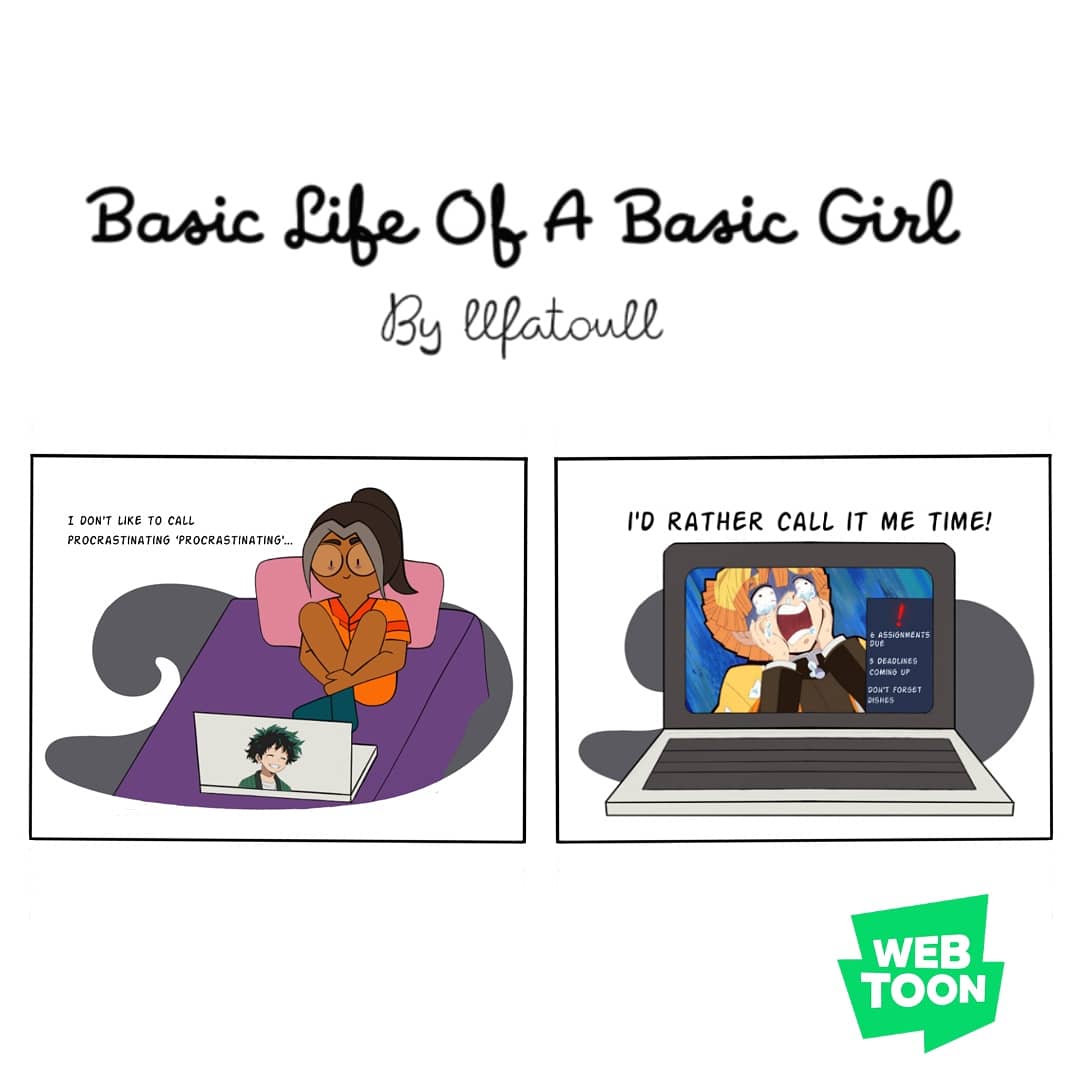 Basic Life Of A Basic Girl
By llfatoull
I DON'T LIKE TO CALL
PROCRASTINATING 'PROCRASTINATING'...
I'D RATHER CALL IT ME TIME!
!
6 ASSIGNMENTS
DUE
3 DEADLINES
COMING UP
DON'T FORGET
DISHES
WEB
TOON